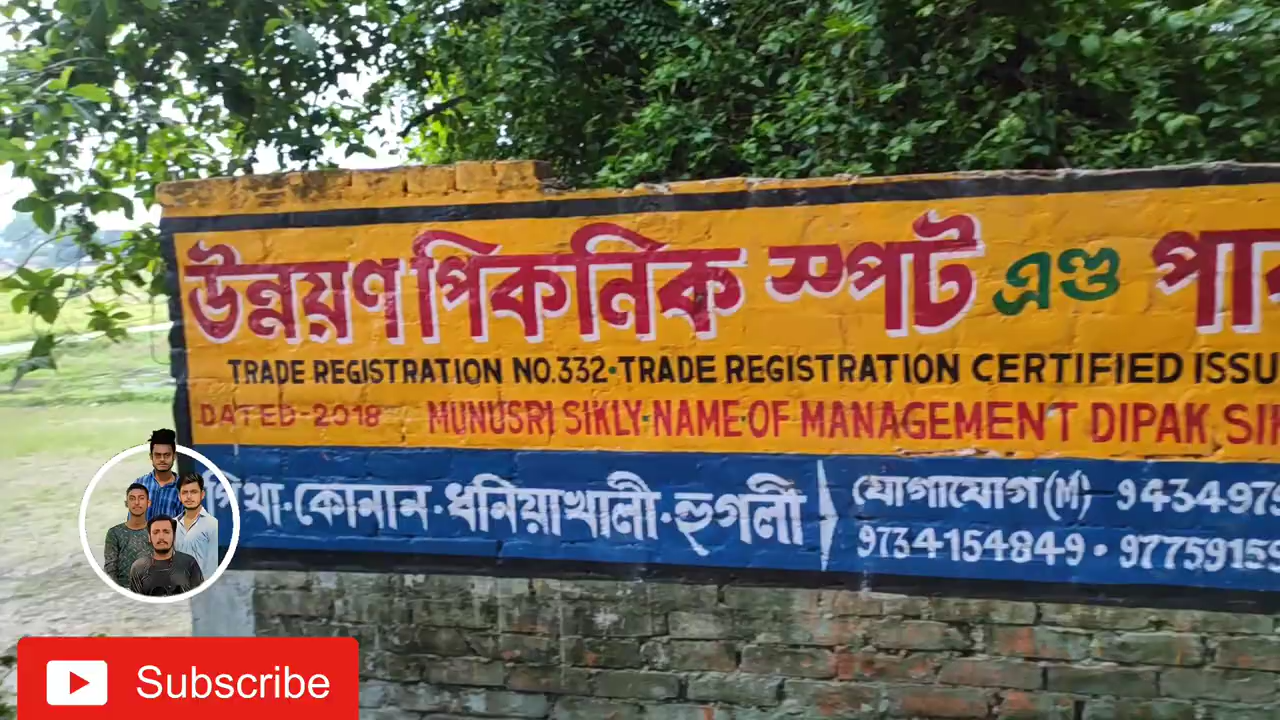 উন্নয়ণ পিকনিক স্পট এণ্ড
TRADE REGISTRATION NO.332·TRADE REGISTRATION CERTIFIED
DATED-2018 MUNUSRI SIKLY·NAME·OF MANAGEMENT DIPAK
কোনান·ধনিয়াখালী·হুগলী
যোগাযোগ(M)
9734154849
Subscribe